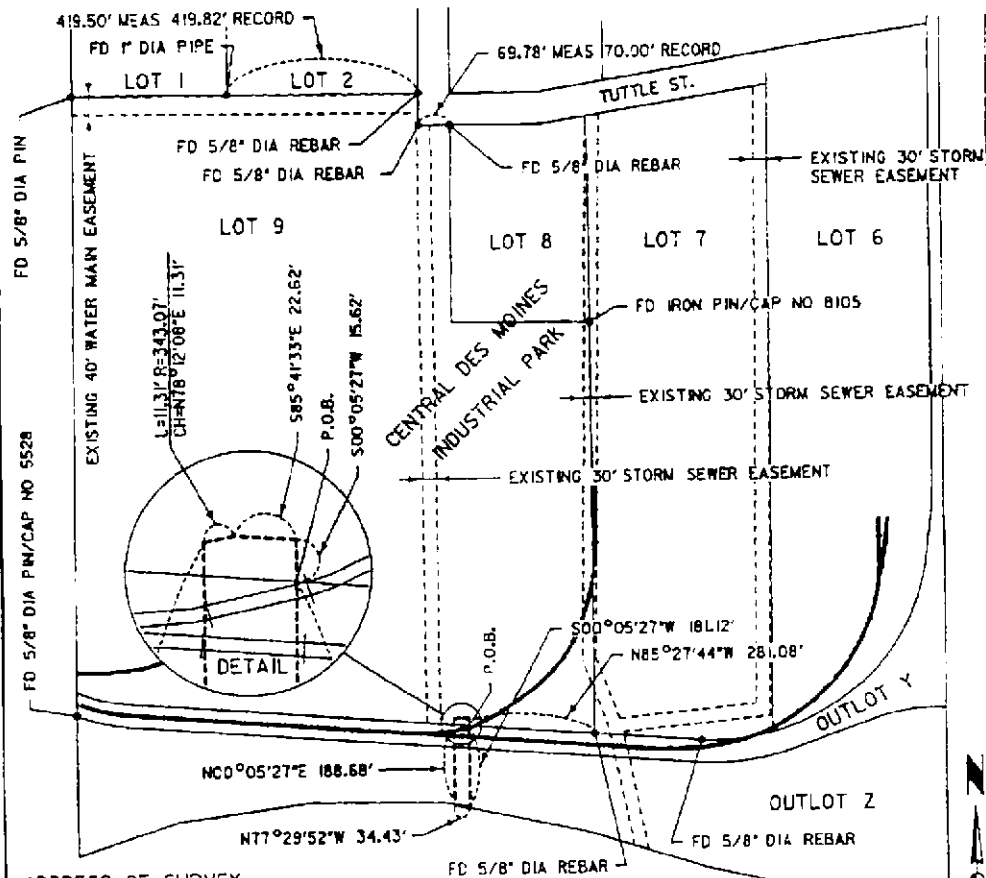 419.50' MEAS 419.82' RECORD
FD 1" DIA PIPE
69.78' MEAS 70.00' RECORD
LOT 1
LOT 2
TUTTLE ST.
FD 5/8" DIA PIN
FD 5/8" DIA REBAR
FD 5/8" DIA REBAR
FD 5/8" DIA REBAR
EXISTING 30' STORM
SEWER EASEMENT
EXISTING 40' WATER MAIN EASEMENT
LOT 9
LOT 8
LOT 7
LOT 6
L=11.31' R=343.07'
CH=N78°12'08"E 11.31'
S85°41'33"E 22.62'
P.O.B.
S00°05'27"W 15.62'
CENTRAL DES MOINES
INDUSTRIAL PARK
FD IRON PIN/CAP NO 8105
EXISTING 30' STORM SEWER EASEMENT
EXISTING 30' STORM SEWER EASEMENT
FD 5/8" DIA PIN/CAP NO 5528
DETAIL
P.O.B.
S00°05'27"W 181.12'
N85°27'44"W 281.08'
OUTLOT Y
N00°05'27"E 188.68'
N77°29'52"W 34.43'
OUTLOT Z
FD 5/8" DIA REBAR
FD 5/8" DIA REBAR
N
OF SURVEY